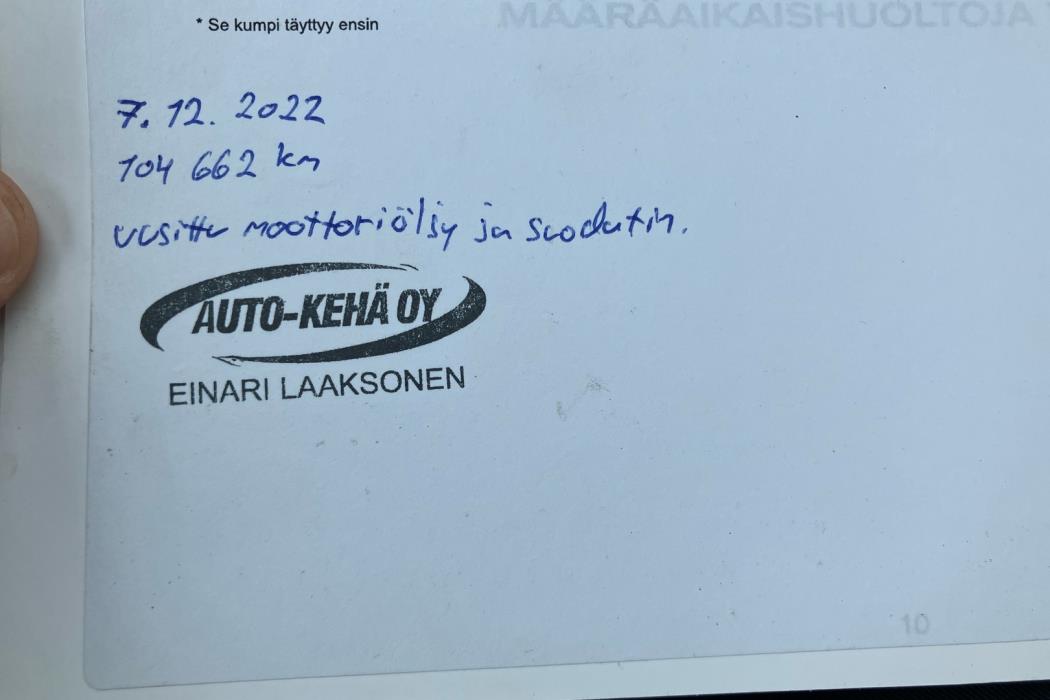 * Se kumpi täyttyy ensin
MÄÄRÄAIKAISHUOLTOJA
7. 12. 2022
104 662 km
uusittu moottoriöljy ja suodatin.
AUTO-KEHÄ OY
EINARI LAAKSONEN
10